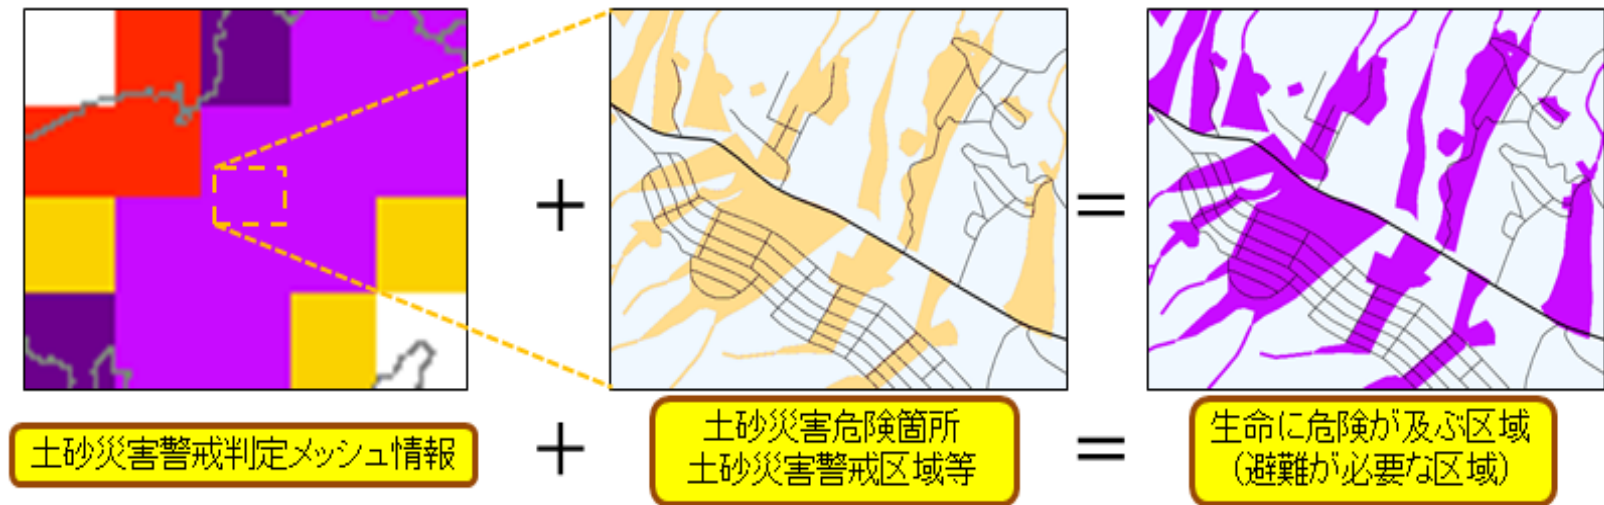 土砂災害警戒判定メッシュ情報
+
土砂災害危険箇所
土砂災害警戒区域等
=
生命に危険が及ぶ区域
(避難が必要な区域)